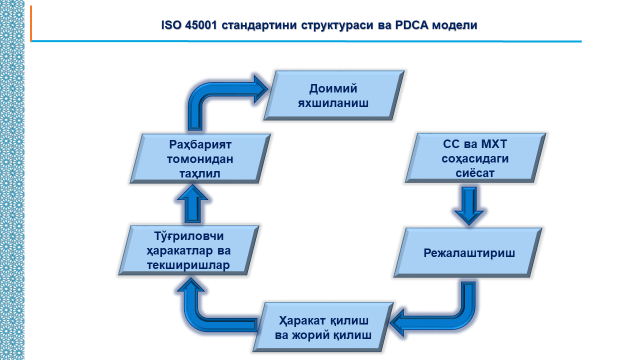 ISO 45001 стандартини структураси ва PDCA модели
Доимий
яхшиланиш
Раҳбарият
томонидан
таҳлил
СС ва МХТ
соҳасидаги
сиёсат
Тўғриловчи
ҳаракатлар ва
текширишлар
Режалаштириш
Ҳаракат қилиш
ва жорий қилиш